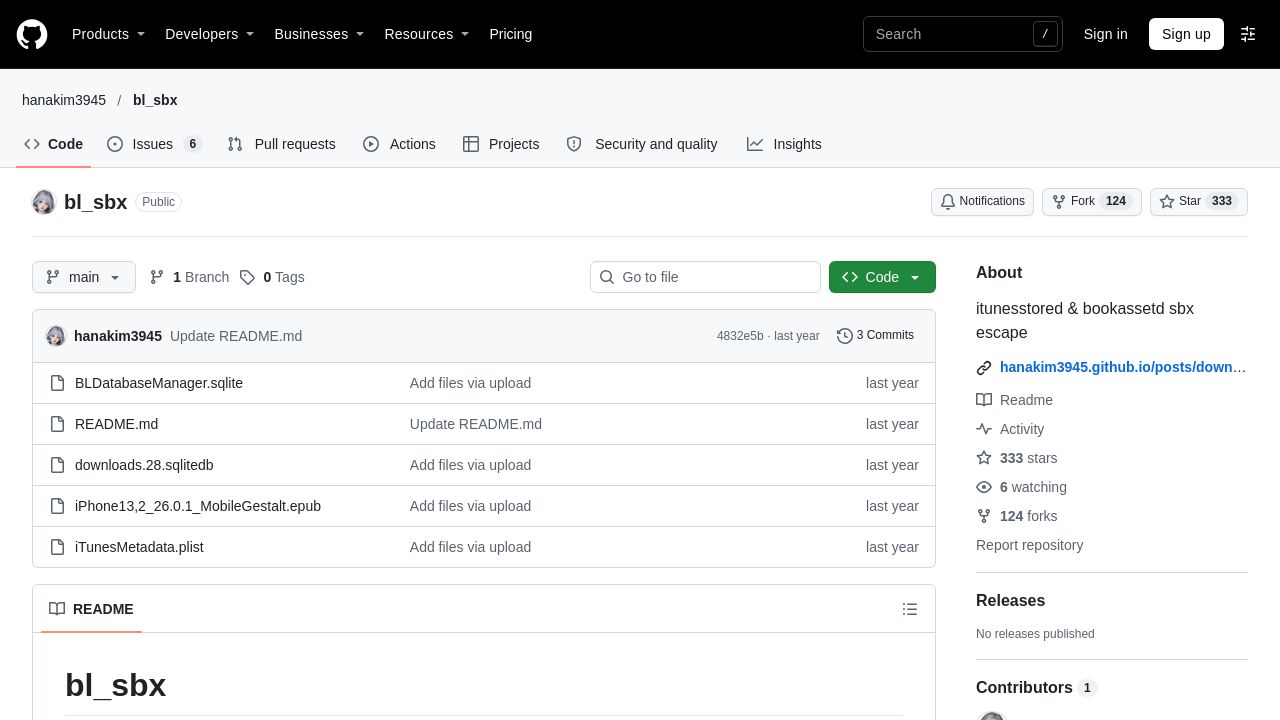 Products Developers Businesses Resources Pricing Search / Sign in Sign up
hanakim3945 / bl_sbx
Code Issues 6 Pull requests Actions Projects Security and quality Insights
bl_sbx Public Notifications Fork 124 Star 333
main 1 Branch 0 Tags Go to file Code
hanakim3945 Update README.md 4832e5b · last year 3 Commits
BLDatabaseManager.sqlite Add files via upload last year
README.md Update README.md last year
downloads.28.sqlitedb Add files via upload last year
iPhone13,2_26.0.1_MobileGestalt.epub Add files via upload last year
iTunesMetadata.plist Add files via upload last year
README
bl_sbx
About
itunesstored & bookassetd sbx
escape
hanakim3945.github.io/posts/down…
Readme
Activity
333 stars
6 watching
124 forks
Report repository
Releases
No releases published
Contributors 1